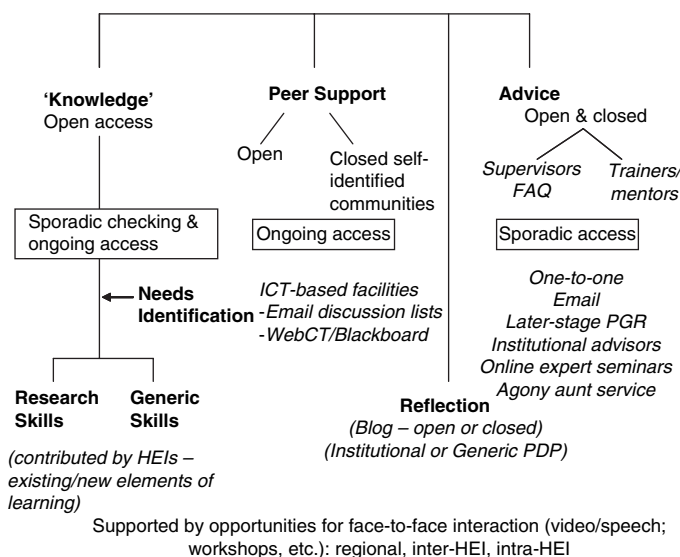 'Knowledge'
Open access
Sporadic checking &
ongoing access
Needs
Identification
Research
Skills
Generic
Skills
(contributed by HEIs –
existing/new elements of
learning)
Peer Support
Open
Closed self-
identified
communities
Ongoing access
ICT-based facilities
-Email discussion lists
-WebCT/Blackboard
Reflection
(Blog – open or closed)
(Institutional or Generic PDP)
Advice
Open & closed
Supervisors
FAQ
Trainers/
mentors
Sporadic access
One-to-one
Email
Later-stage PGR
Institutional advisors
Online expert seminars
Agony aunt service
Supported by opportunities for face-to-face interaction (video/speech;
workshops, etc.): regional, inter-HEI, intra-HEI